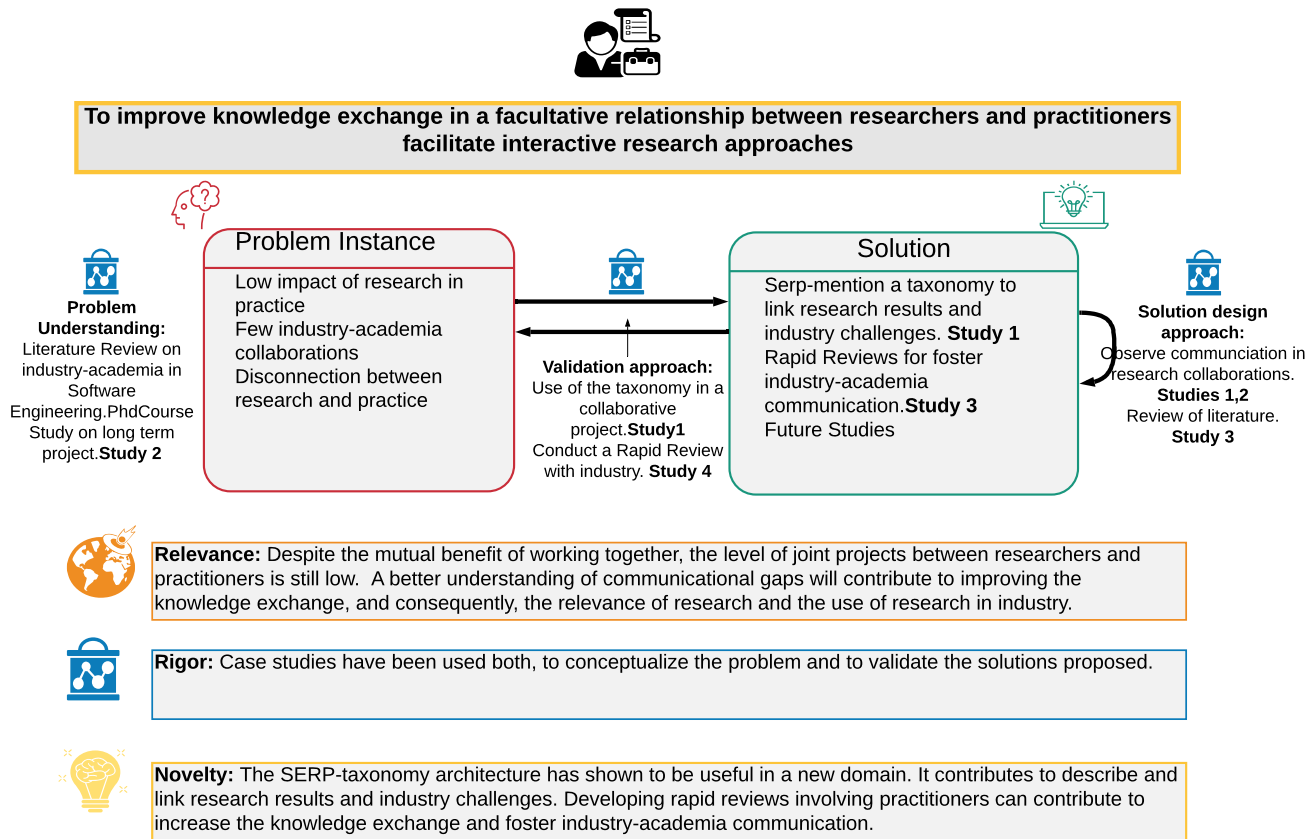 To improve knowledge exchange in a facultative relationship between researchers and practitioners
facilitate interactive research approaches
Problem
Understanding:
Literature Review on
industry-academia in
Software
Engineering.PhdCourse
Study on long term
project.Study 2
Problem Instance
Low impact of research in
practice
Few industry-academia
collaborations
Disconnection between
research and practice
Validation approach:
Use of the taxonomy in a
collaborative
project.Study1
Conduct a Rapid Review
with industry. Study 4
Solution
Serp-mention a taxonomy to
link research results and
industry challenges. Study 1
Rapid Reviews for foster
industry-academia
communication.Study 3
Future Studies
Solution design
approach:
Observe communciation in
research collaborations.
Studies 1,2
Review of literature.
Study 3
Relevance: Despite the mutual benefit of working together, the level of joint projects between researchers and
practitioners is still low.  A better understanding of communicational gaps will contribute to improving the
knowledge exchange, and consequently, the relevance of research and the use of research in industry.
Rigor: Case studies have been used both, to conceptualize the problem and to validate the solutions proposed.
Novelty: The SERP-taxonomy architecture has shown to be useful in a new domain. It contributes to describe and
link research results and industry challenges. Developing rapid reviews involving practitioners can contribute to
increase the knowledge exchange and foster industry-academia communication.